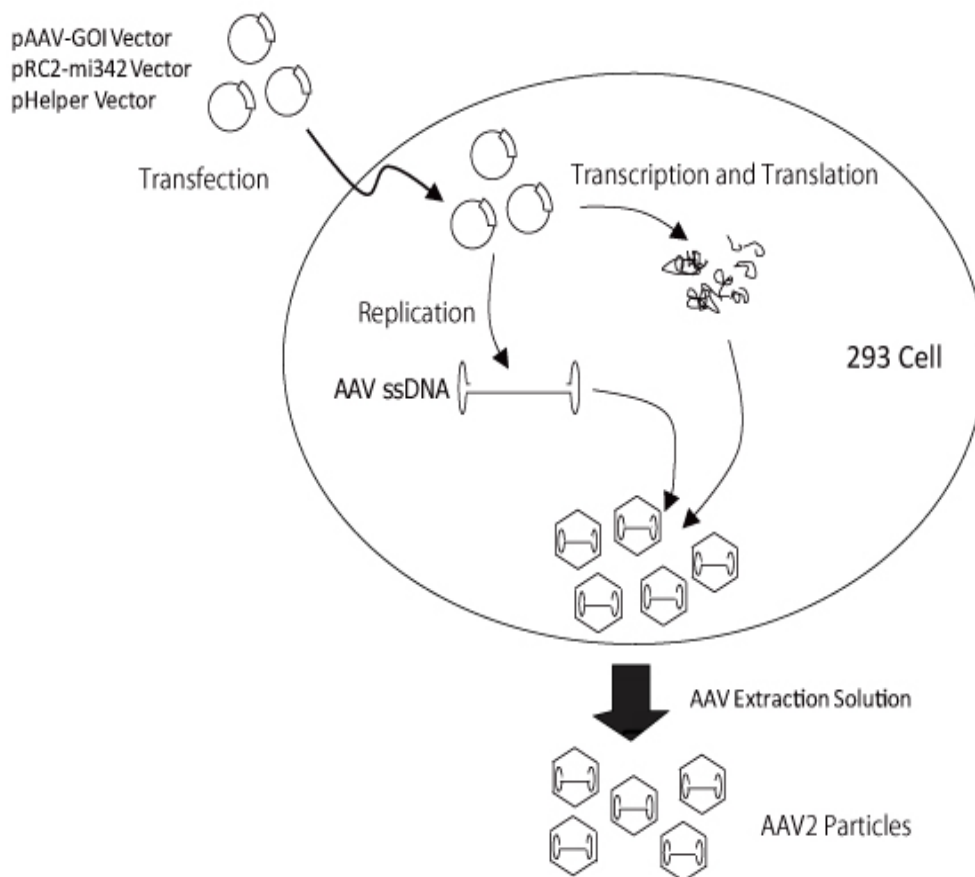 pAAV-GOI Vector
pRC2-mi342 Vector
pHelper Vector
Transfection
Transcription and Translation
Replication
293 Cell
AAV ssDNA
AAV Extraction Solution
AAV2 Particles